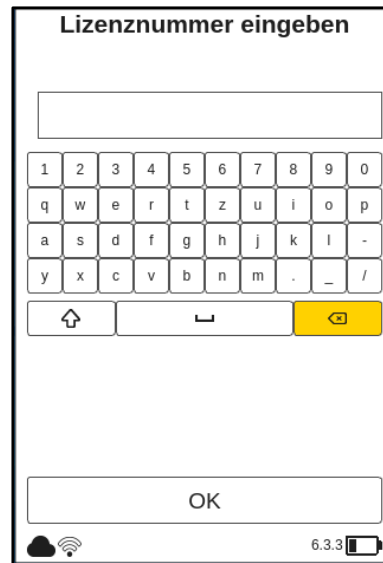 Lizenznummer eingeben
1 2 3 4 5 6 7 8 9 0
q w e r t z u i o p
a s d f g h j k l -
y x c v b n m . _ /
OK
6.3.3